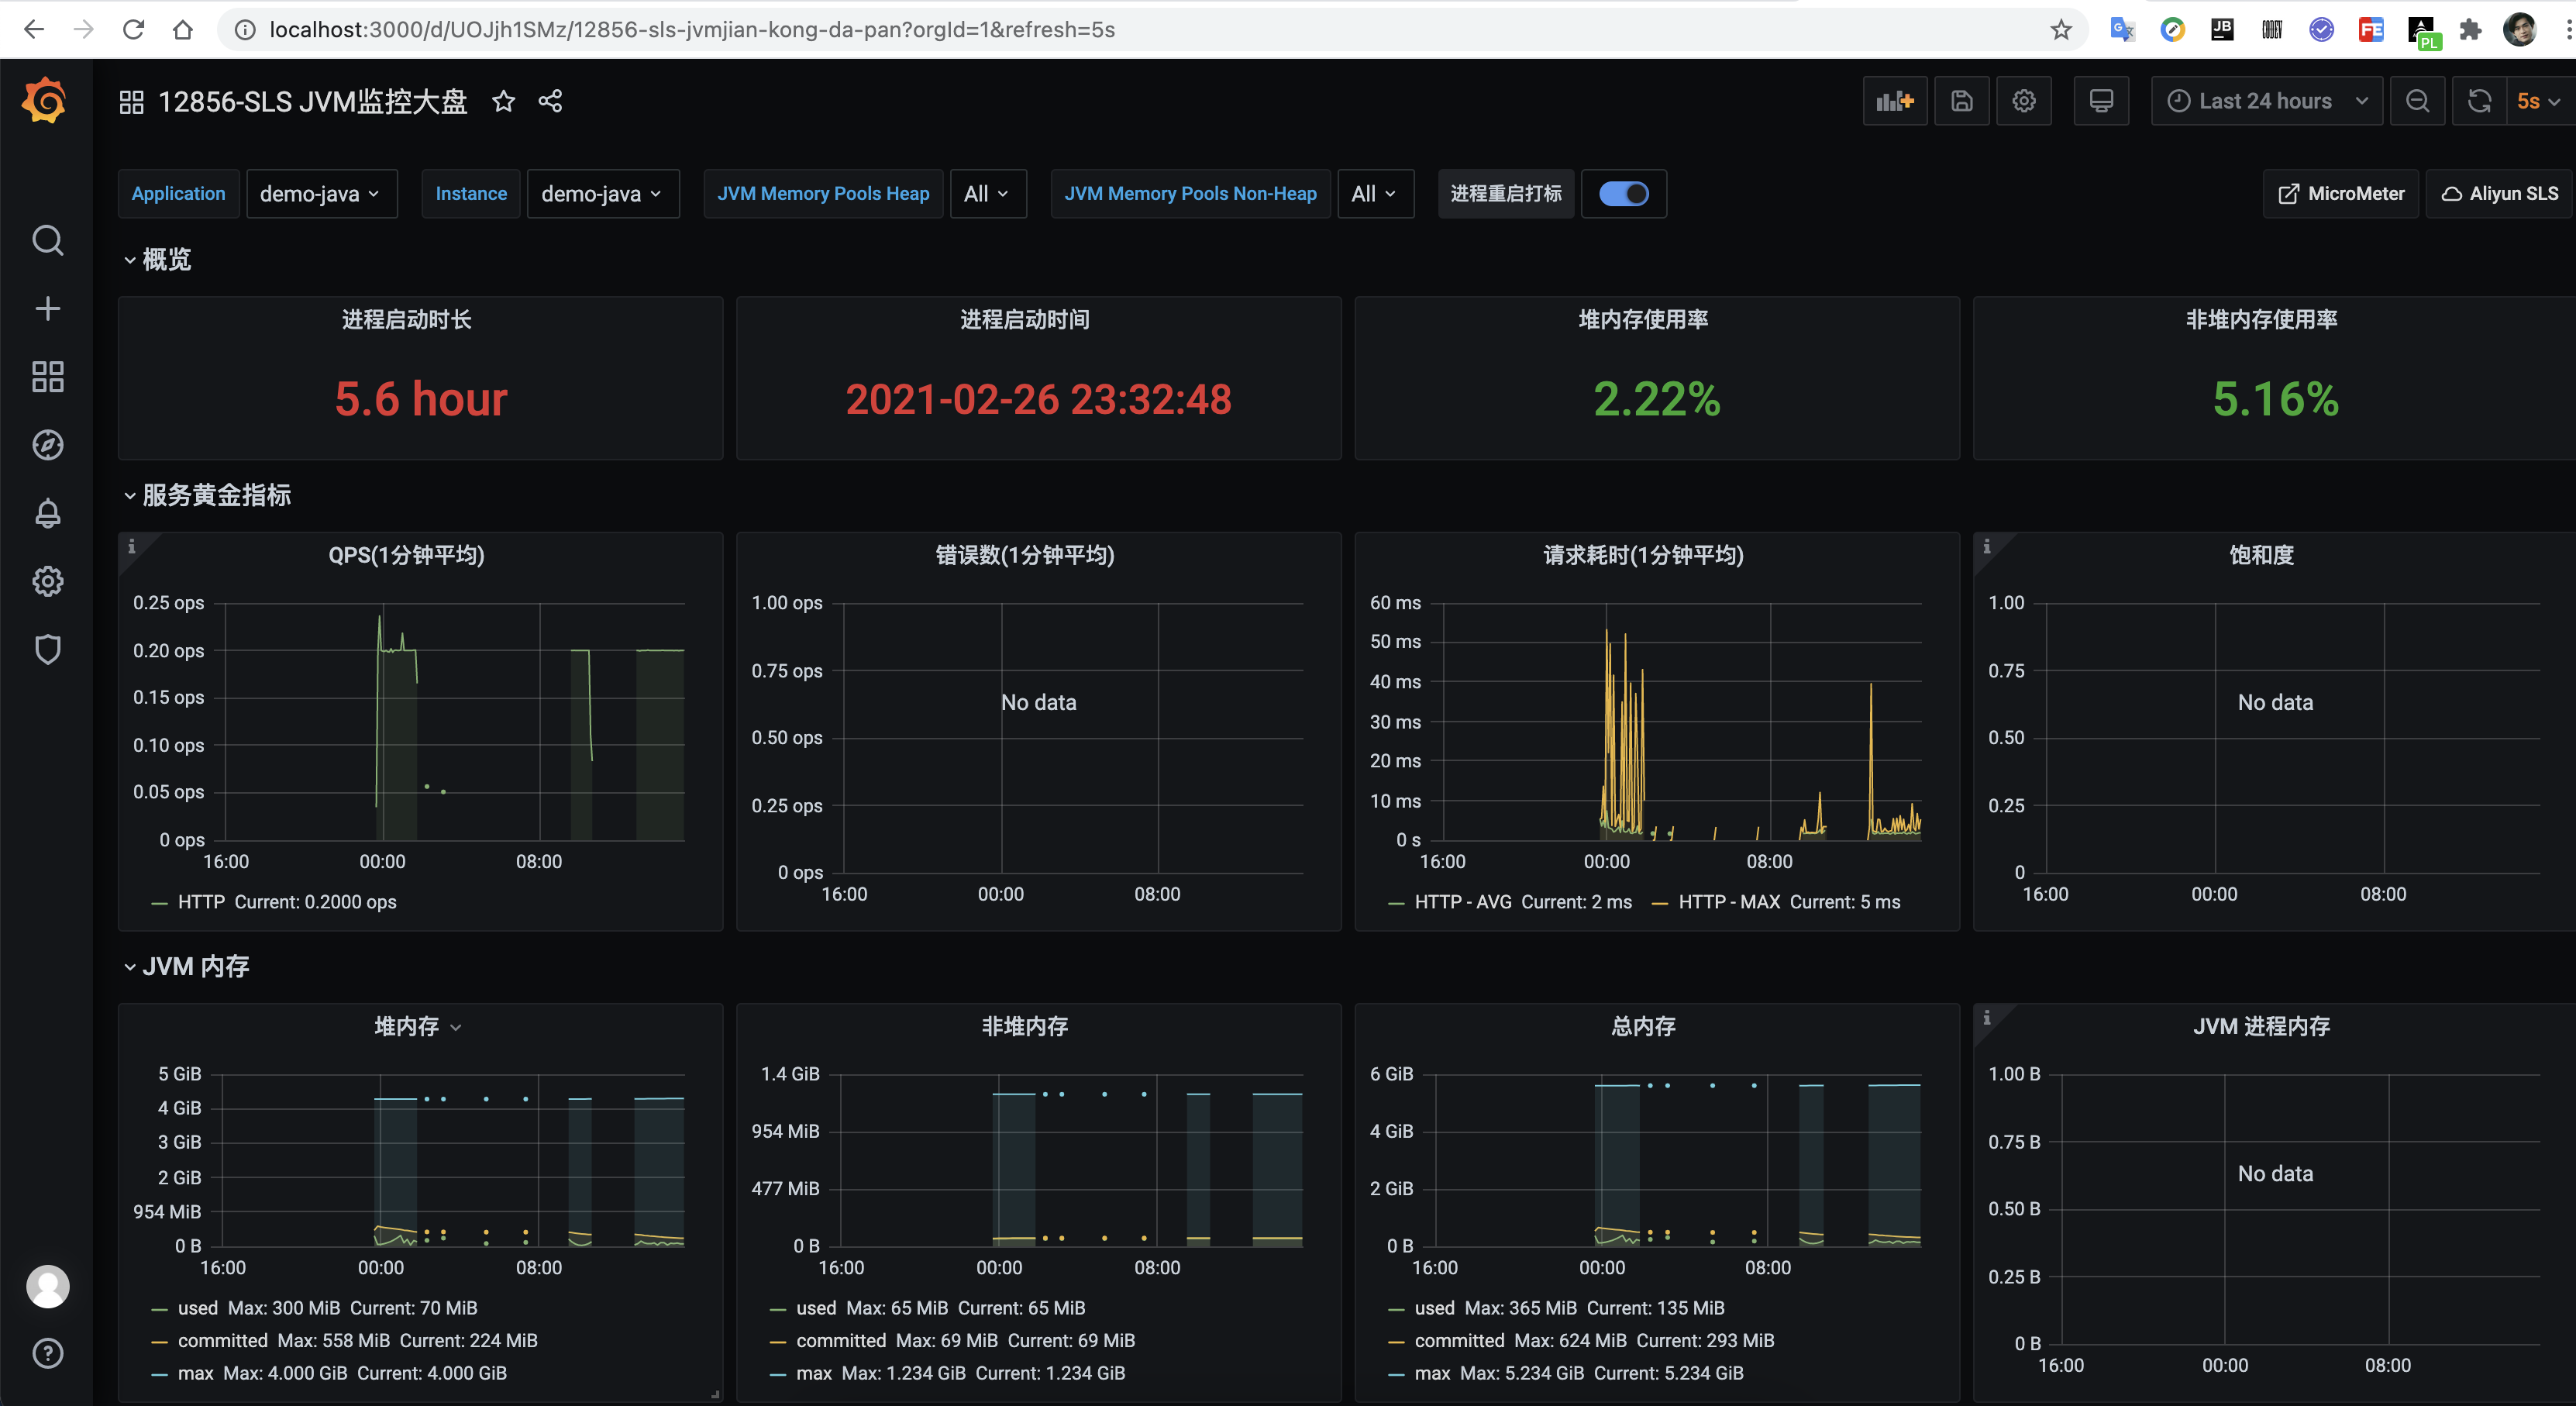 localhost:3000/d/UOJjh1SMz/12856-sls-jvmjian-kong-da-pan?orgId=1&refresh=5s
JB
CODEV
FE
PL
12856-SLS JVM监控大盘
Last 24 hours
5s
Application demo-java Instance demo-java JVM Memory Pools Heap All JVM Memory Pools Non-Heap All 进程重启打标
MicroMeter
Aliyun SLS
概览
进程启动时长
5.6 hour
进程启动时间
2021-02-26 23:32:48
堆内存使用率
2.22%
非堆内存使用率
5.16%
服务黄金指标
QPS(1分钟平均)
0.25 ops
0.20 ops
0.15 ops
0.10 ops
0.05 ops
0 ops
16:00 00:00 08:00
HTTP Current: 0.2000 ops
错误数(1分钟平均)
1.00 ops
0.75 ops
No data
0.50 ops
0.25 ops
0 ops
16:00 00:00 08:00
请求耗时(1分钟平均)
60 ms
50 ms
40 ms
30 ms
20 ms
10 ms
0 s
16:00 00:00 08:00
HTTP - AVG Current: 2 ms HTTP - MAX Current: 5 ms
饱和度
1.00
0.75
No data
0.50
0.25
0
16:00 00:00 08:00
JVM 内存
堆内存
5 GiB
4 GiB
3 GiB
2 GiB
954 MiB
0 B
16:00 00:00 08:00
used Max: 300 MiB Current: 70 MiB
committed Max: 558 MiB Current: 224 MiB
max Max: 4.000 GiB Current: 4.000 GiB
非堆内存
1.4 GiB
954 MiB
477 MiB
0 B
16:00 00:00 08:00
used Max: 65 MiB Current: 65 MiB
committed Max: 69 MiB Current: 69 MiB
max Max: 1.234 GiB Current: 1.234 GiB
总内存
6 GiB
4 GiB
2 GiB
0 B
16:00 00:00 08:00
used Max: 365 MiB Current: 135 MiB
committed Max: 624 MiB Current: 293 MiB
max Max: 5.234 GiB Current: 5.234 GiB
JVM 进程内存
1.00 B
0.75 B
No data
0.50 B
0.25 B
0 B
16:00 00:00 08:00